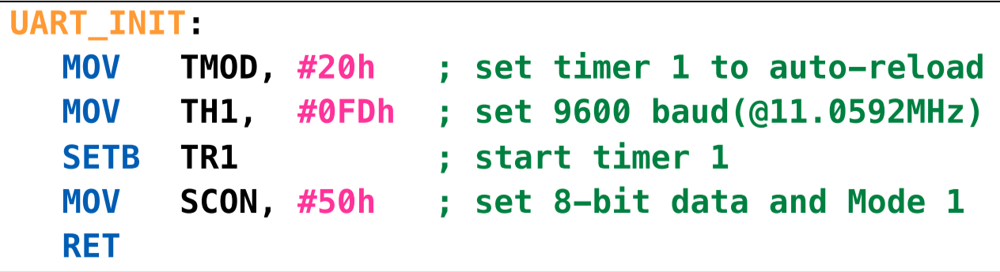 UART_INIT:
MOV TMOD, #20h ; set timer 1 to auto-reload
MOV TH1, #0FDh ; set 9600 baud(@11.0592MHz)
SETB TR1 ; start timer 1
MOV SCON, #50h ; set 8-bit data and Mode 1
RET